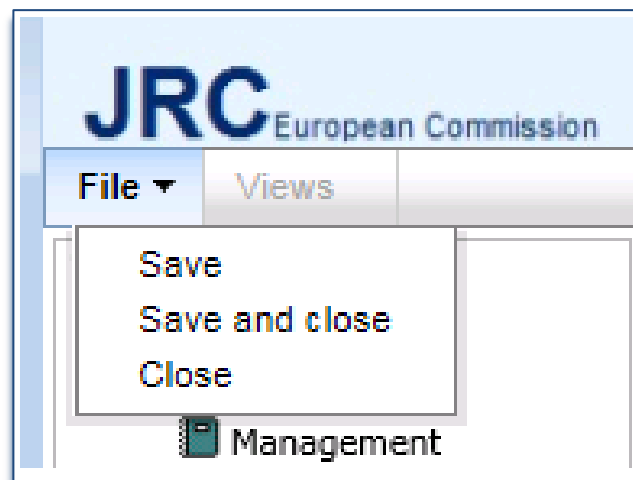 JRC European Commission
File Views
Save
Save and close
Close
Management